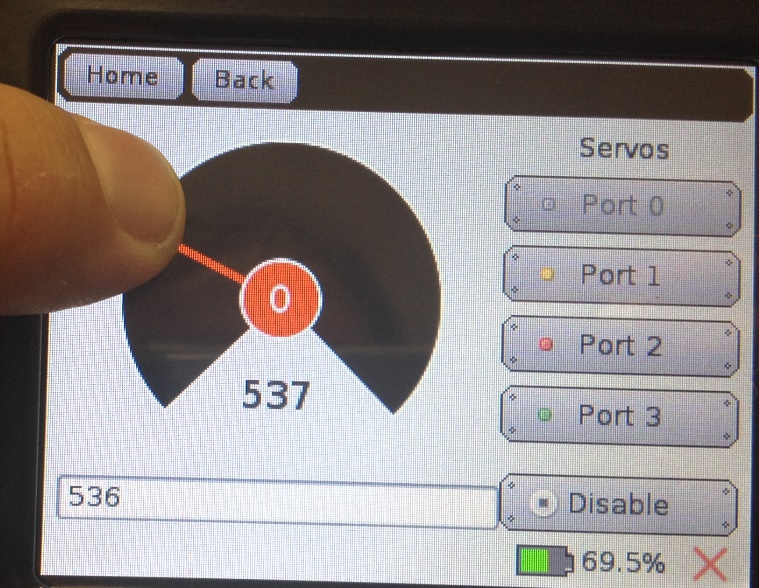 Home
Back
Servos
Port 0
Port 1
Port 2
Port 3
0
537
536
Disable
69.5%